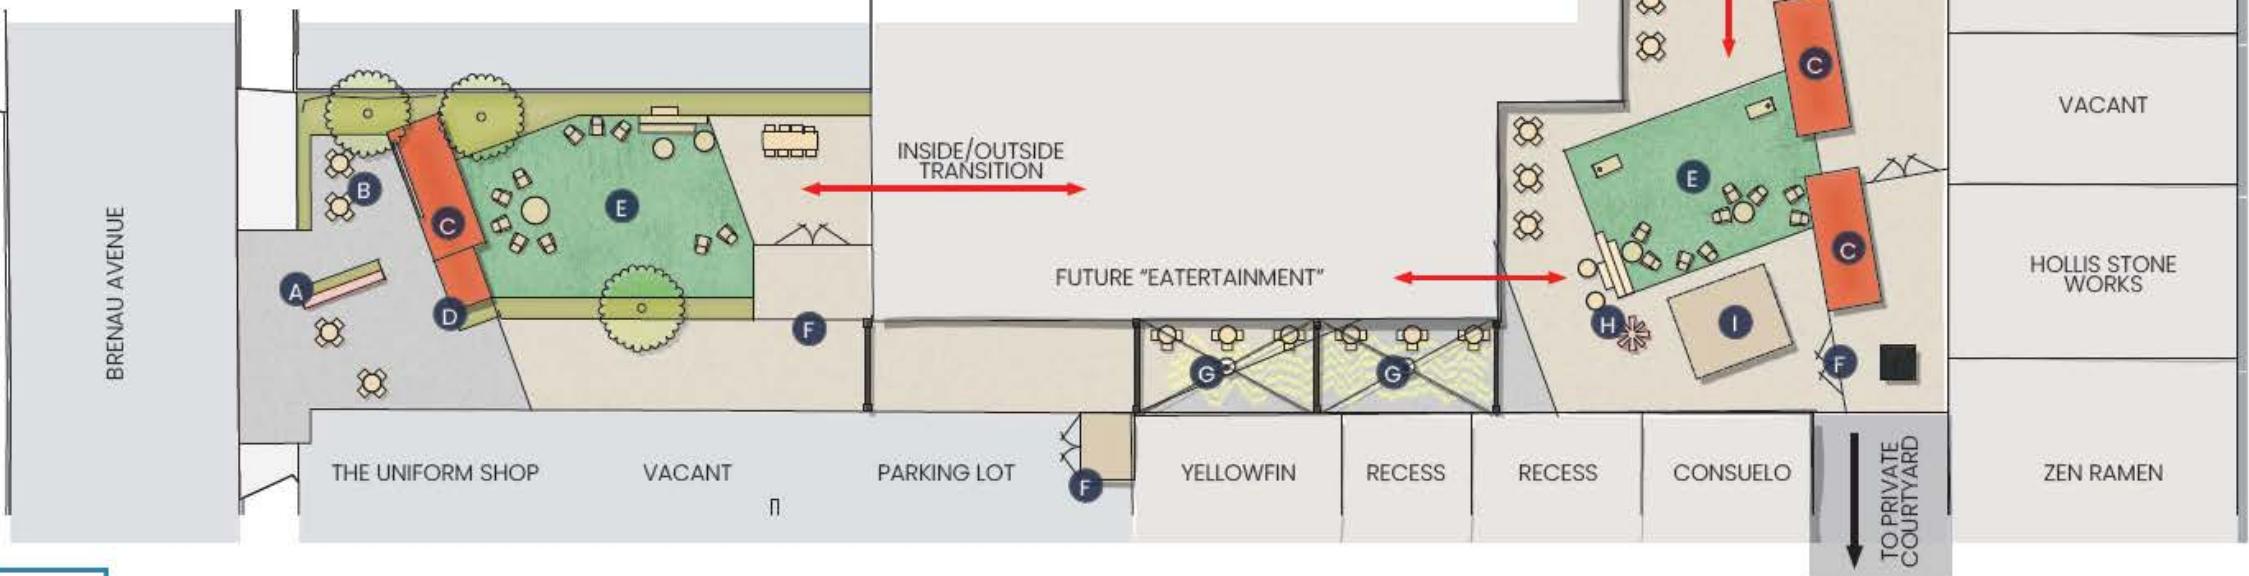 BRENAU AVENUE
A
B
C
D
E
F
INSIDE/OUTSIDE
TRANSITION
FUTURE "EATERTAINMENT"
G
G
F
THE UNIFORM SHOP
VACANT
PARKING LOT
YELLOWFIN
RECESS
RECESS
CONSUELO
C
E
C
H
I
F
TO PRIVATE
COURTYARD
VACANT
HOLLIS STONE
WORKS
ZEN RAMEN